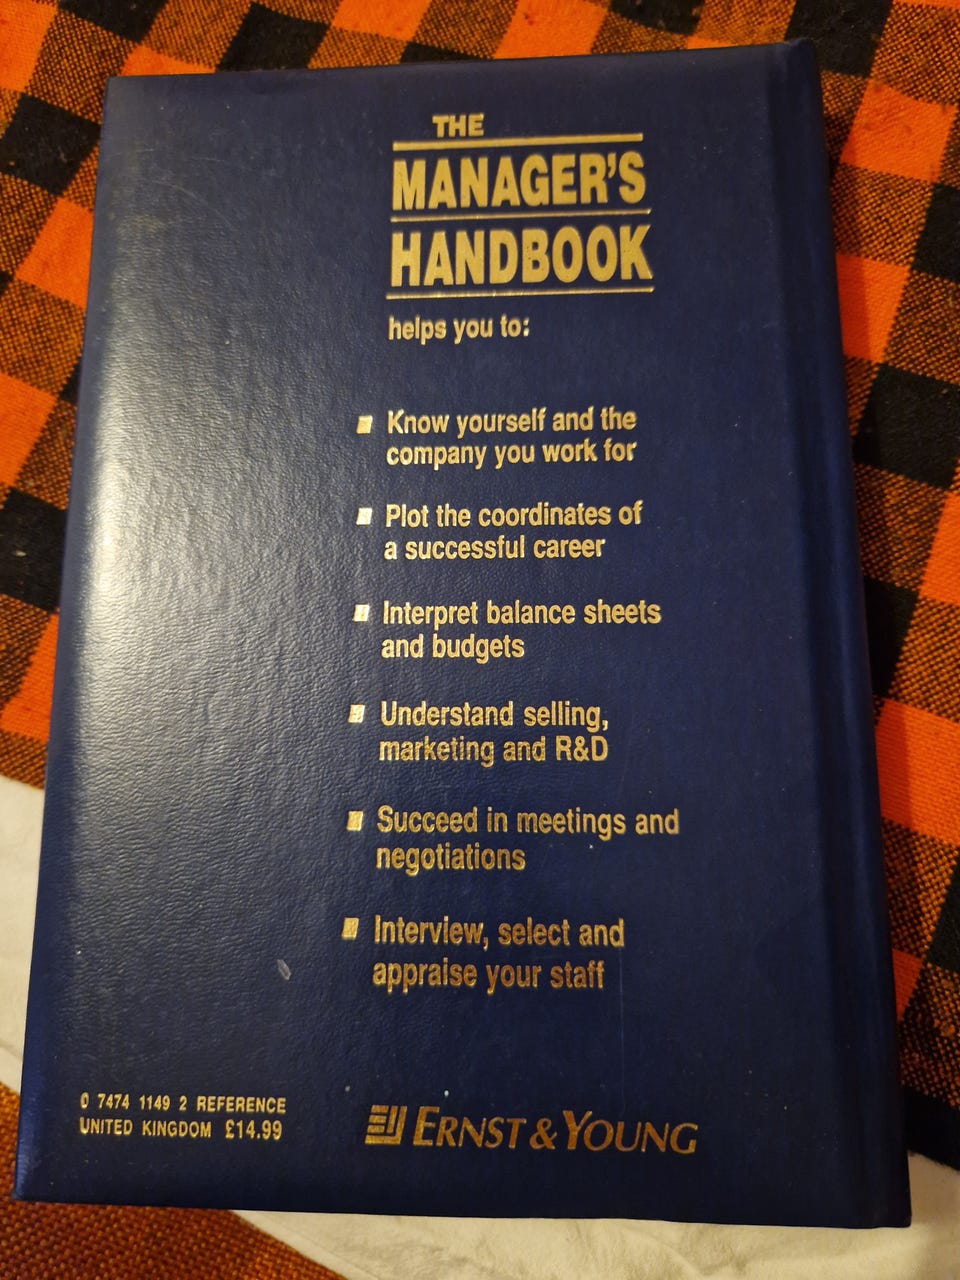 THE
MANAGER'S
HANDBOOK
helps you to:
Know yourself and the
company you work for
Plot the coordinates of
a successful career
Interpret balance sheets
and budgets
Understand selling,
marketing and R&D
Succeed in meetings and
negotiations
Interview, select and
appraise your staff
0 7474 1149 2 REFERENCE
UNITED KINGDOM £14.99
ERNST & YOUNG